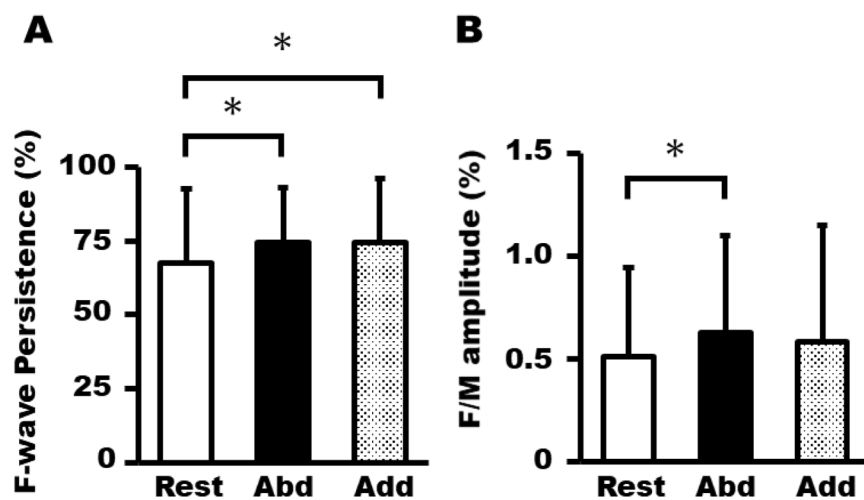 A
*
*
F-wave Persistence (%)
100
75
50
25
0
Rest Abd Add
B
*
F/M amplitude (%)
1.5
1.0
0.5
0
Rest Abd Add